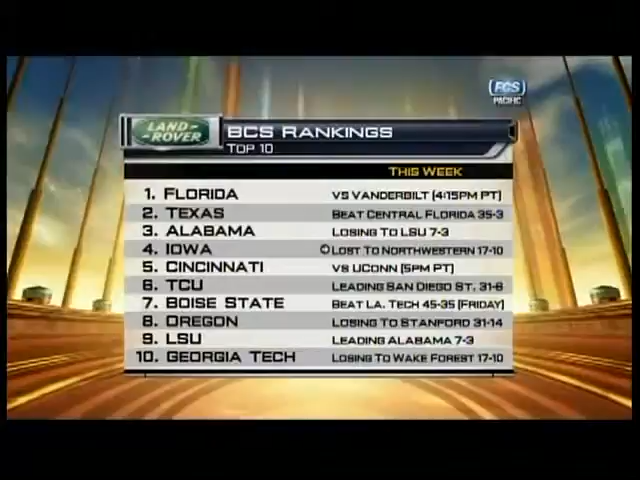 FCS
PACIFIC
LAND-
ROVER
BCS RANKINGS
TOP 10
THIS WEEK
1. FLORIDA VS VANDERBILT (4:15PM PT)
2. TEXAS BEAT CENTRAL FLORIDA 35-3
3. ALABAMA LOSING TO LSU 7-3
4. IOWA LOST TO NORTHWESTERN 17-10
5. CINCINNATI VS UCONN (5PM PT)
6. TCU LEADING SAN DIEGO ST. 31-6
7. BOISE STATE BEAT LA. TECH 45-35 (FRIDAY)
8. OREGON LOSING TO STANFORD 31-14
9. LSU LEADING ALABAMA 7-3
10. GEORGIA TECH LOSING TO WAKE FOREST 17-10